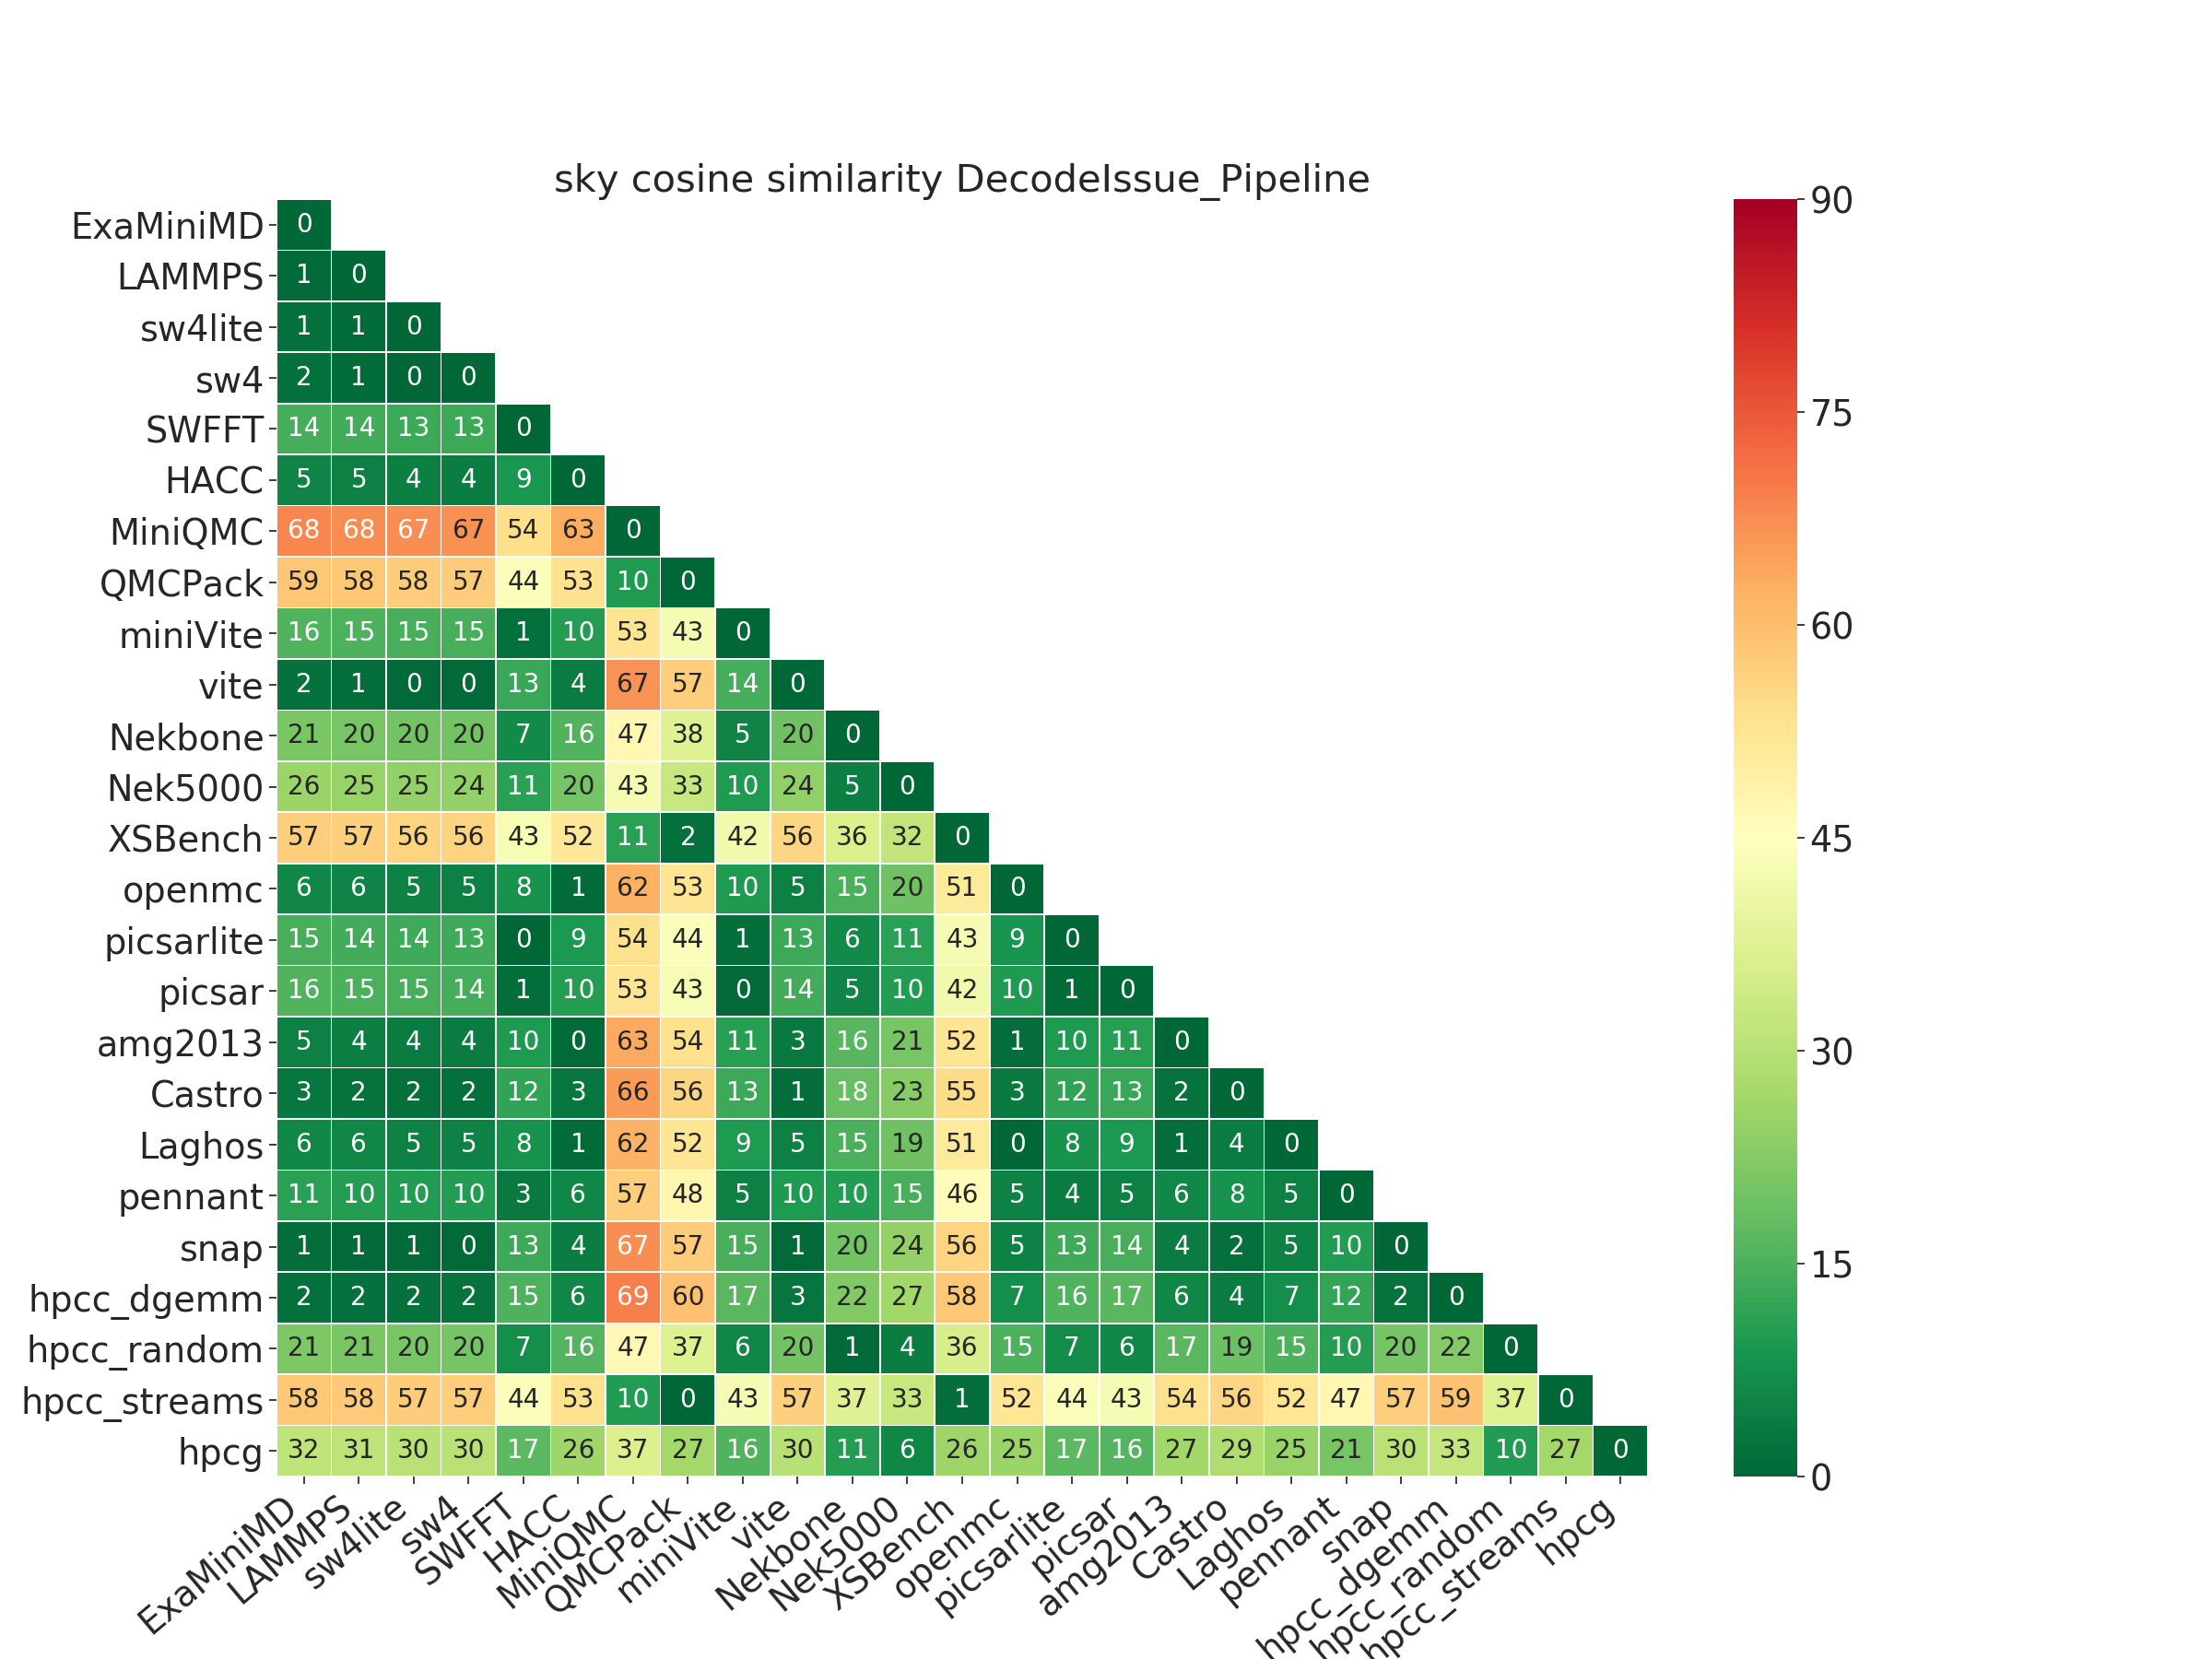 sky cosine similarity DecodeIssue_Pipeline
ExaMiniMD 0
LAMMPS 1 0
sw4lite 1 1 0
sw4 2 1 0 0
SWFFT 14 14 13 13 0
HACC 5 5 4 4 9 0
MiniQMC 68 68 67 67 54 63 0
QMCPack 59 58 58 57 44 53 10 0
miniVite 16 15 15 15 1 10 53 43 0
vite 2 1 0 0 13 4 67 57 14 0
Nekbone 21 20 20 20 7 16 47 38 5 20 0
Nek5000 26 25 25 24 11 20 43 33 10 24 5 0
XSBench 57 57 56 56 43 52 11 2 42 56 36 32 0
openmc 6 6 5 5 8 1 62 53 10 5 15 20 51 0
picsarlite 15 14 14 13 0 9 54 44 1 13 6 11 43 9 0
picsar 16 15 15 14 1 10 53 43 0 14 5 10 42 10 1 0
amg2013 5 4 4 4 10 0 63 54 11 3 16 21 52 1 10 11 0
Castro 3 2 2 2 12 3 66 56 13 1 18 23 55 3 12 13 2 0
Laghos 6 6 5 5 8 1 62 52 9 5 15 19 51 0 8 9 1 4 0
pennant 11 10 10 10 3 6 57 48 5 10 10 15 46 5 4 5 6 8 5 0
snap 1 1 1 0 13 4 67 57 15 1 20 24 56 5 13 14 4 2 5 10 0
hpcc_dgemm 2 2 2 2 15 6 69 60 17 3 22 27 58 7 16 17 6 4 7 12 2 0
hpcc_random 21 21 20 20 7 16 47 37 6 20 1 4 36 15 7 6 17 19 15 10 20 22 0
hpcc_streams 58 58 57 57 44 53 10 0 43 57 37 33 1 52 44 43 54 56 52 47 57 59 37 0
hpcg 32 31 30 30 17 26 37 27 16 30 11 6 26 25 17 16 27 29 25 21 30 33 10 27 0
ExaMiniMD
LAMMPS
sw4lite
sw4
SWFFT
HACC
MiniQMC
QMCPack
miniVite
vite
Nekbone
Nek5000
XSBench
openmc
picsarlite
picsar
amg2013
Castro
Laghos
pennant
snap
hpcc_dgemm
hpcc_random
hpcc_streams
hpcg
90
75
60
45
30
15
0